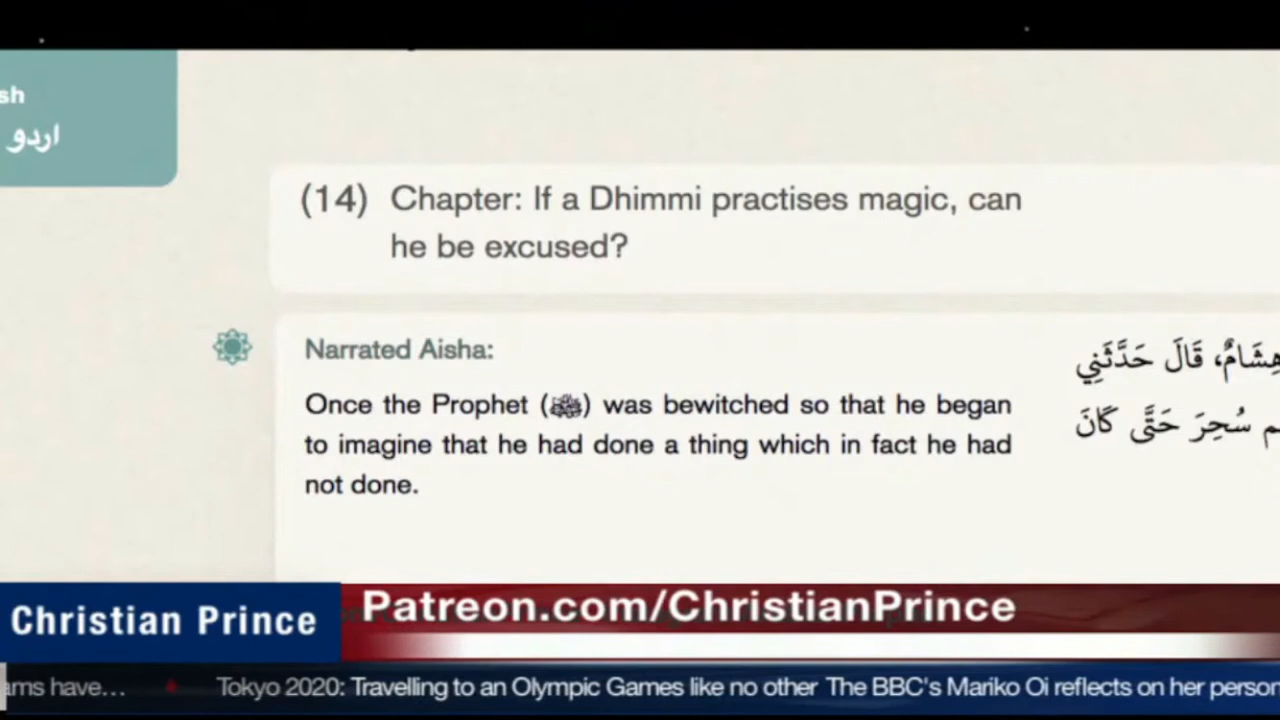 sh
اردو
(14) Chapter: If a Dhimmi practises magic, can
he be excused?
Narrated Aisha:
هِشَامٌ، قَالَ حَدَّثَنِي
Once the Prophet (ﷺ) was bewitched so that he began
سُحِرَ حَتَّى كَانَ
to imagine that he had done a thing which in fact he had
not done.
Christian Prince
Patreon.com/ChristianPrince
ams have... Tokyo 2020: Travelling to an Olympic Games like no other The BBC's Mariko Oi reflects on her person